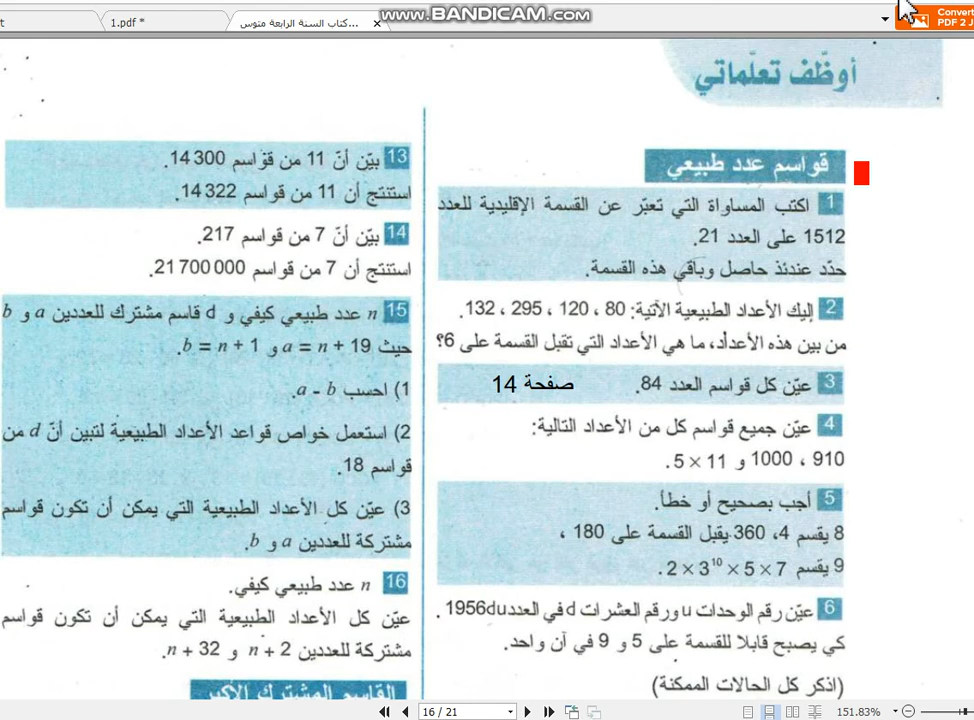 www.BANDICAM.com
t
1.pdf *
كتاب السنة الرابعة متوس...
×
Convert
PDF 2 J
أوظّف تعلّماتي
قواسم عدد طبيعي
1 اكتب المساواة التي تعبّر عن القسمة الإقليدية للعدد
1512 على العدد 21.
حدّد عندئذ حاصل وباقي هذه القسمة.
2 إليك الأعداد الطبيعية الآتية: 80 ، 120 ، 295 ، 132.
من بين هذه الأعداد، ما هي الأعداد التي تقبل القسمة على 6؟
3 عيّن كل قواسم العدد 84.
صفحة 14
4 عيّن جميع قواسم كل من الأعداد التالية:
910 ، 1000 و 11 × 5.
5 أجب بصحيح أو خطأ.
8 يقسم 4، 360 يقبل القسمة على 180 ،
9 يقسم 2 × 3¹⁰ × 5 × 7.
6 عيّن رقم الوحدات u ورقم العشرات d في العدد 1956du.
كي يصبح قابلا للقسمة على 5 و 9 في آن واحد.
(اذكر كل الحالات الممكنة)
13 بيّن أنّ 11 من قواسم 14300.
استنتج أن 11 من قواسم 14322.
14 بيّن أنّ 7 من قواسم 217.
استنتج أن 7 من قواسم 21700000.
15 n عدد طبيعي كيفي و d قاسم مشترك للعددين a و b
حيث a = n + 19 و b = n + 1.
1) احسب a - b.
2) استعمل خواص قواعد الأعداد الطبيعية لتبين أنّ d من
قواسم 18.
3) عيّن كل الأعداد الطبيعية التي يمكن أن تكون قواسم
مشتركة للعددين a و b.
16 n عدد طبيعي كيفي.
عيّن كل الأعداد الطبيعية التي يمكن أن تكون قواسم
مشتركة للعددين n + 2 و n + 32.
القاسم المشترك الأكبر
16 / 21
151.83%